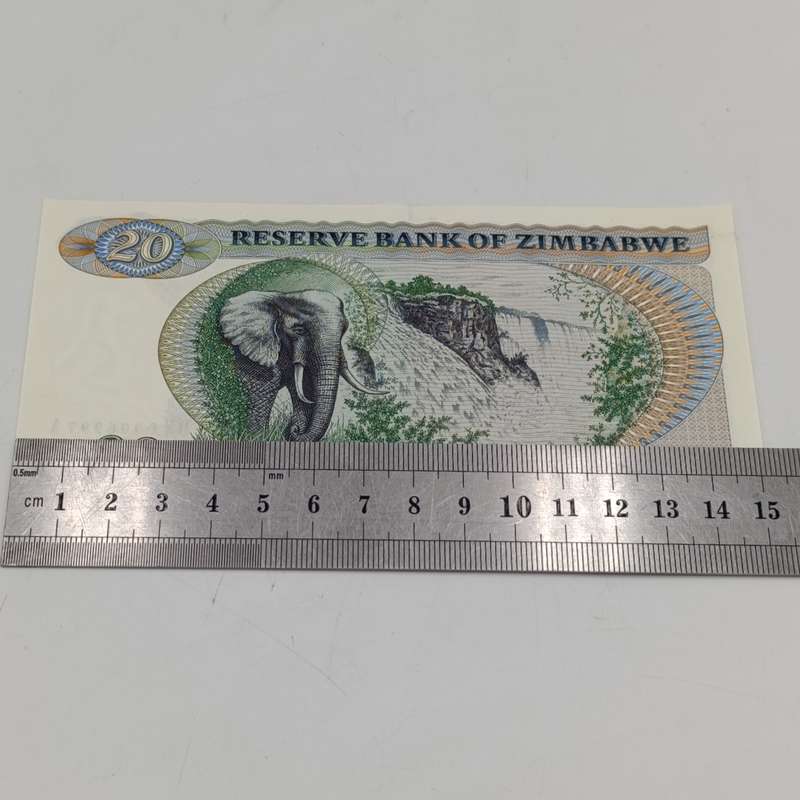 20 RESERVE BANK OF ZIMBABWE
0.5mm mm
cm 1 2 3 4 5 6 7 8 9 10 11 12 13 14 15